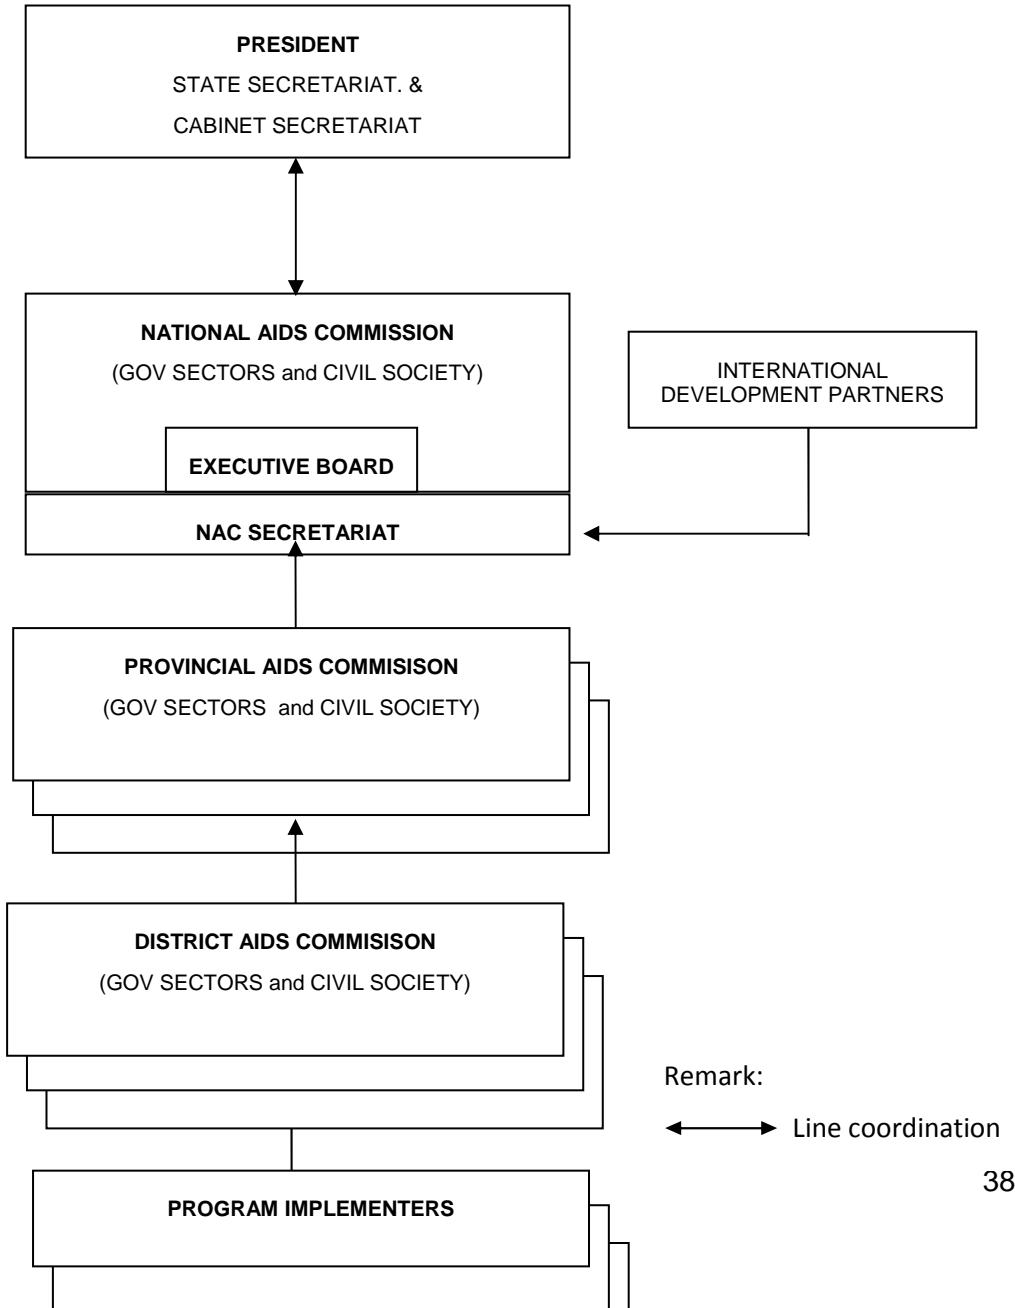 PRESIDENT
STATE SECRETARIAT. &
CABINET SECRETARIAT
NATIONAL AIDS COMMISSION
(GOV SECTORS and CIVIL SOCIETY)
EXECUTIVE BOARD
NAC SECRETARIAT
INTERNATIONAL
DEVELOPMENT PARTNERS
PROVINCIAL AIDS COMMISISON
(GOV SECTORS and CIVIL SOCIETY)
DISTRICT AIDS COMMISISON
(GOV SECTORS and CIVIL SOCIETY)
PROGRAM IMPLEMENTERS
Remark:
Line coordination
38